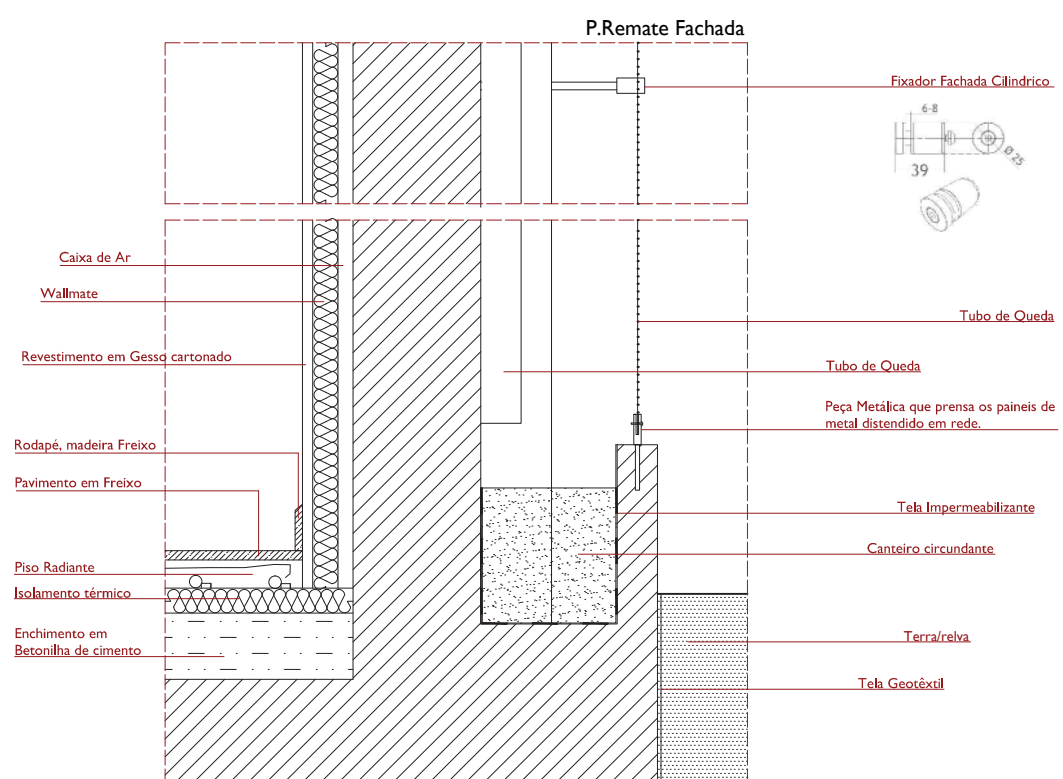 P.Remate Fachada
Fixador Fachada Cilindrico
6-8
39
Ø 25
Caixa de Ar
Wallmate
Revestimento em Gesso cartonado
Rodapé, madeira Freixo
Pavimento em Freixo
Piso Radiante
Isolamento térmico
Enchimento em
Betonilha de cimento
Tubo de Queda
Tubo de Queda
Peça Metálica que prensa os paineis de
metal distendido em rede.
Tela Impermeabilizante
Canteiro circundante
Terra/relva
Tela Geotêxtil